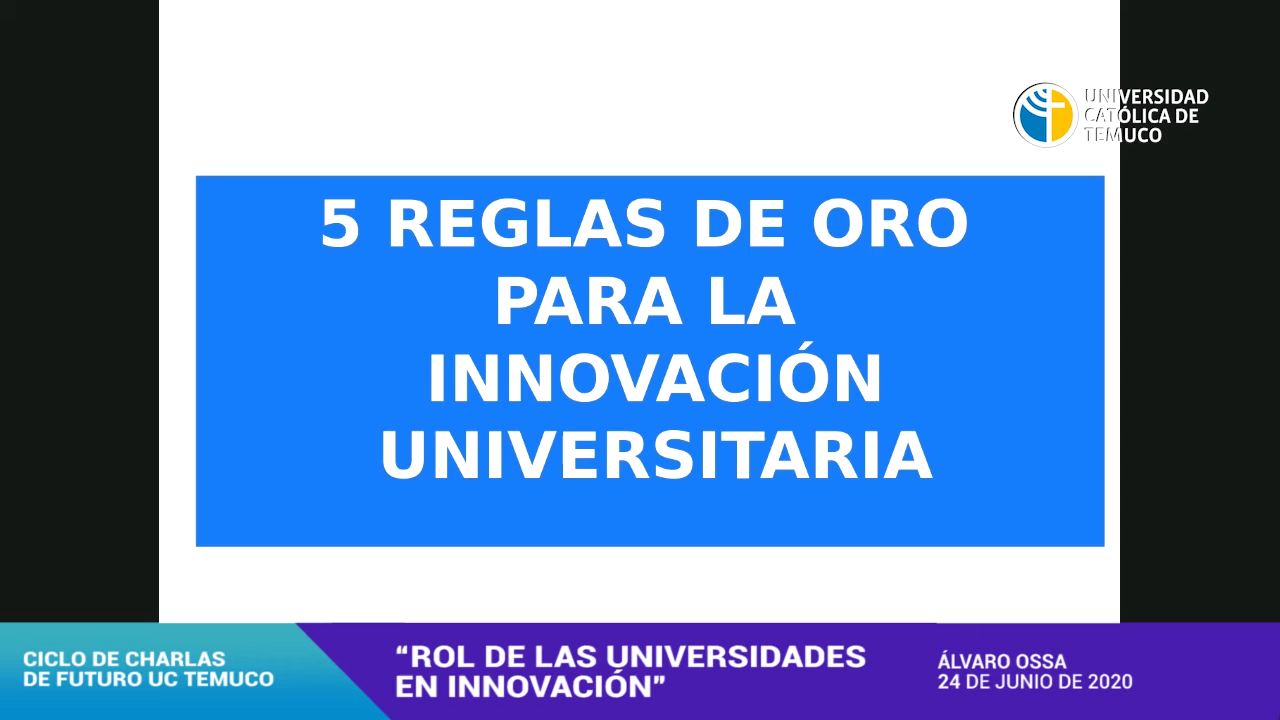 UNIVERSIDAD
CATÓLICA DE
TEMUCO
5 REGLAS DE ORO
PARA LA
INNOVACIÓN
UNIVERSITARIA
CICLO DE CHARLAS
DE FUTURO UC TEMUCO
“ROL DE LAS UNIVERSIDADES
EN INNOVACIÓN”
ÁLVARO OSSA
24 DE JUNIO DE 2020